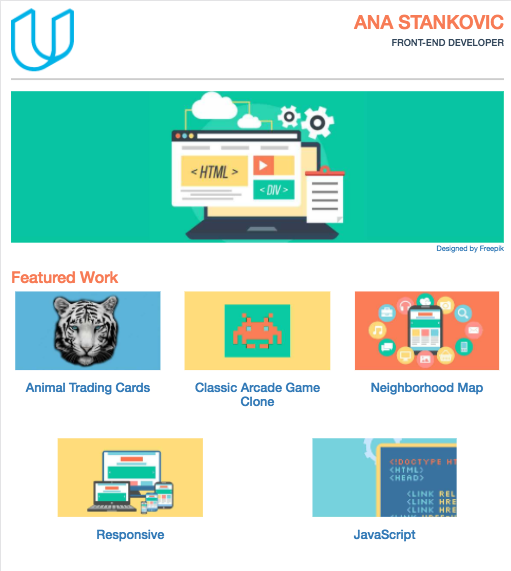 ANA STANKOVIC
FRONT-END DEVELOPER
< HTML >
< DIV >
Designed by Freepik
Featured Work
Animal Trading Cards
Classic Arcade Game
Clone
Neighborhood Map
<!DOCTYPE HT
<HTML>
<HEAD>
<LINK REL
<LINK HRE
<LINK HRE
Responsive
JavaScript